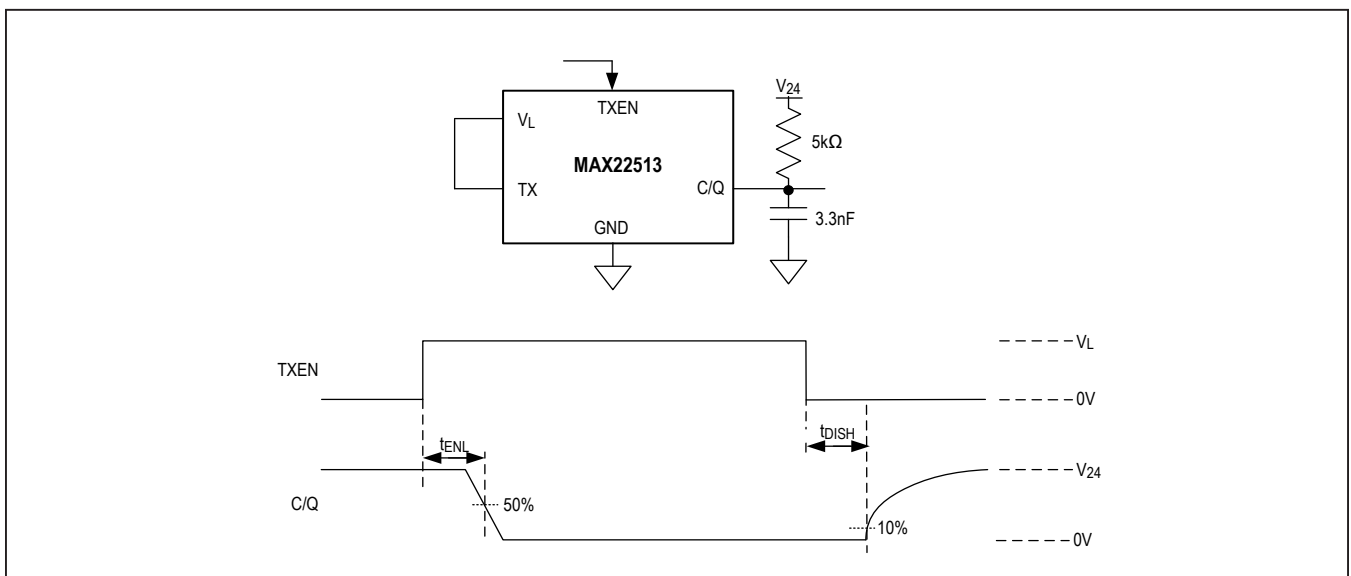 TXEN
V24
VL
5kΩ
MAX22513
TX
C/Q
GND
3.3nF
VL
TXEN
0V
tENL
tDISH
V24
C/Q
50%
10%
0V